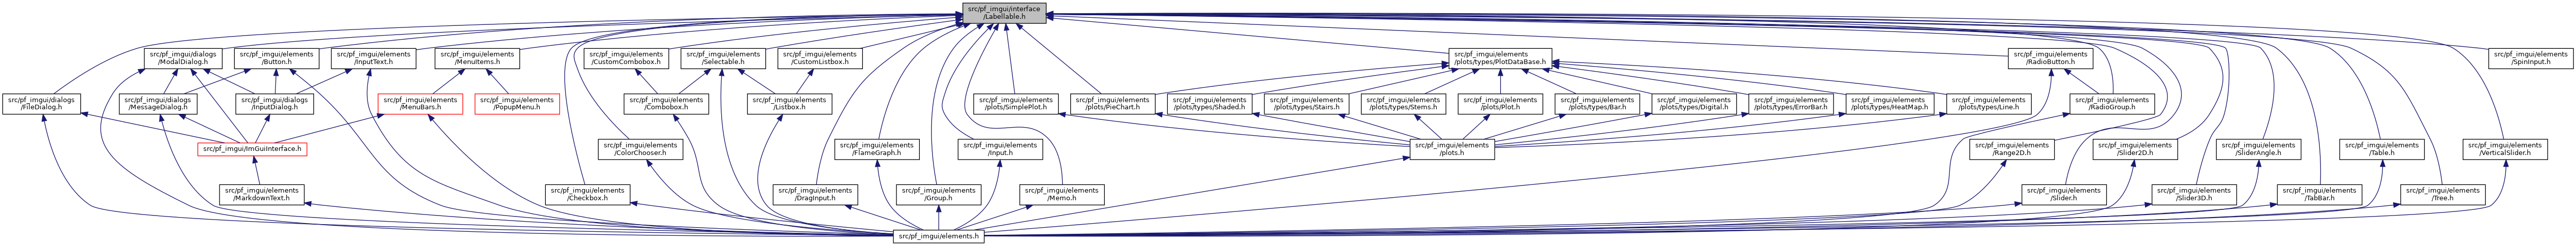 src/pf_imgui/interface
/Labellable.h
src/pf_imgui/dialogs
/ModalDialog.h
src/pf_imgui/elements
/Button.h
src/pf_imgui/elements
/InputText.h
src/pf_imgui/elements
/MenuItems.h
src/pf_imgui/elements
/CustomCombobox.h
src/pf_imgui/elements
/Selectable.h
src/pf_imgui/elements
/CustomListbox.h
src/pf_imgui/elements
/plots/types/PlotDataBase.h
src/pf_imgui/elements
/RadioButton.h
src/pf_imgui/elements
/SpinInput.h
src/pf_imgui/dialogs
/FileDialog.h
src/pf_imgui/dialogs
/MessageDialog.h
src/pf_imgui/dialogs
/InputDialog.h
src/pf_imgui/elements
/MenuBars.h
src/pf_imgui/elements
/PopupMenu.h
src/pf_imgui/elements
/Combobox.h
src/pf_imgui/elements
/Listbox.h
src/pf_imgui/elements
/plots/SimplePlot.h
src/pf_imgui/elements
/plots/PieChart.h
src/pf_imgui/elements
/plots/types/Shaded.h
src/pf_imgui/elements
/plots/types/Stairs.h
src/pf_imgui/elements
/plots/types/Stems.h
src/pf_imgui/elements
/plots/Plot.h
src/pf_imgui/elements
/plots/types/Bar.h
src/pf_imgui/elements
/plots/types/Digital.h
src/pf_imgui/elements
/plots/types/ErrorBar.h
src/pf_imgui/elements
/plots/types/HeatMap.h
src/pf_imgui/elements
/plots/types/Line.h
src/pf_imgui/elements
/RadioGroup.h
src/pf_imgui/ImGuiInterface.h
src/pf_imgui/elements
/ColorChooser.h
src/pf_imgui/elements
/FlameGraph.h
src/pf_imgui/elements
/Input.h
src/pf_imgui/elements
/plots.h
src/pf_imgui/elements
/Range2D.h
src/pf_imgui/elements
/Slider2D.h
src/pf_imgui/elements
/SliderAngle.h
src/pf_imgui/elements
/Table.h
src/pf_imgui/elements
/VerticalSlider.h
src/pf_imgui/elements
/MarkdownText.h
src/pf_imgui/elements
/Checkbox.h
src/pf_imgui/elements
/DragInput.h
src/pf_imgui/elements
/Group.h
src/pf_imgui/elements
/Memo.h
src/pf_imgui/elements
/Slider.h
src/pf_imgui/elements
/Slider3D.h
src/pf_imgui/elements
/TabBar.h
src/pf_imgui/elements
/Tree.h
src/pf_imgui/elements.h